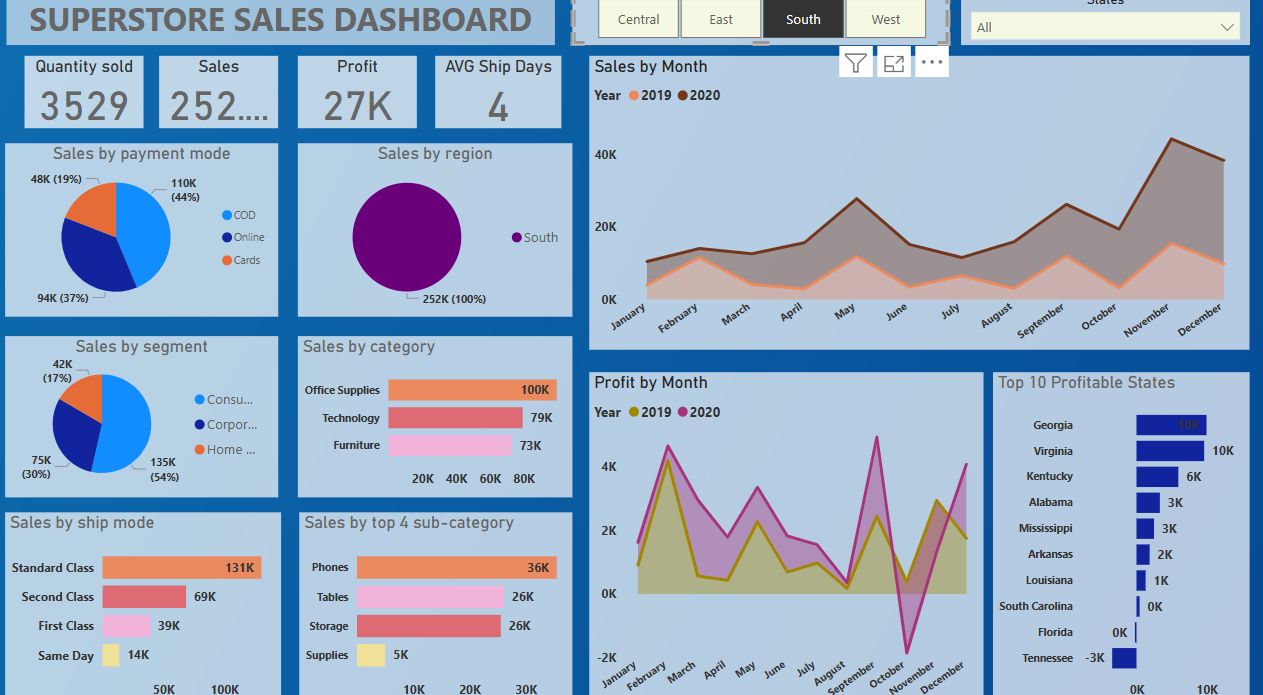 SUPERSTORE SALES DASHBOARD
Central East South West
All
Quantity sold
3529
Sales
252....
Profit
27K
AVG Ship Days
4
Sales by payment mode
48K (19%)
110K
(44%)
94K (37%)
COD
Online
Cards
Sales by region
252K (100%)
South
Sales by Month
Year 2019 2020
40K
20K
0K
January February March April May June July August September October November December
Sales by segment
42K
(17%)
75K
(30%)
135K
(54%)
Consu...
Corpor...
Home ...
Sales by category
Office Supplies 100K
Technology 79K
Furniture 73K
20K 40K 60K 80K
Profit by Month
Year 2019 2020
4K
2K
0K
-2K
January February March April May June July August September October November December
Top 10 Profitable States
Georgia 10K
Virginia 10K
Kentucky 6K
Alabama 3K
Mississippi 3K
Arkansas 2K
Louisiana 1K
South Carolina 0K
Florida 0K
Tennessee -3K
0K 10K
Sales by ship mode
Standard Class 131K
Second Class 69K
First Class 39K
Same Day 14K
50K 100K
Sales by top 4 sub-category
Phones 36K
Tables 26K
Storage 26K
Supplies 5K
10K 20K 30K